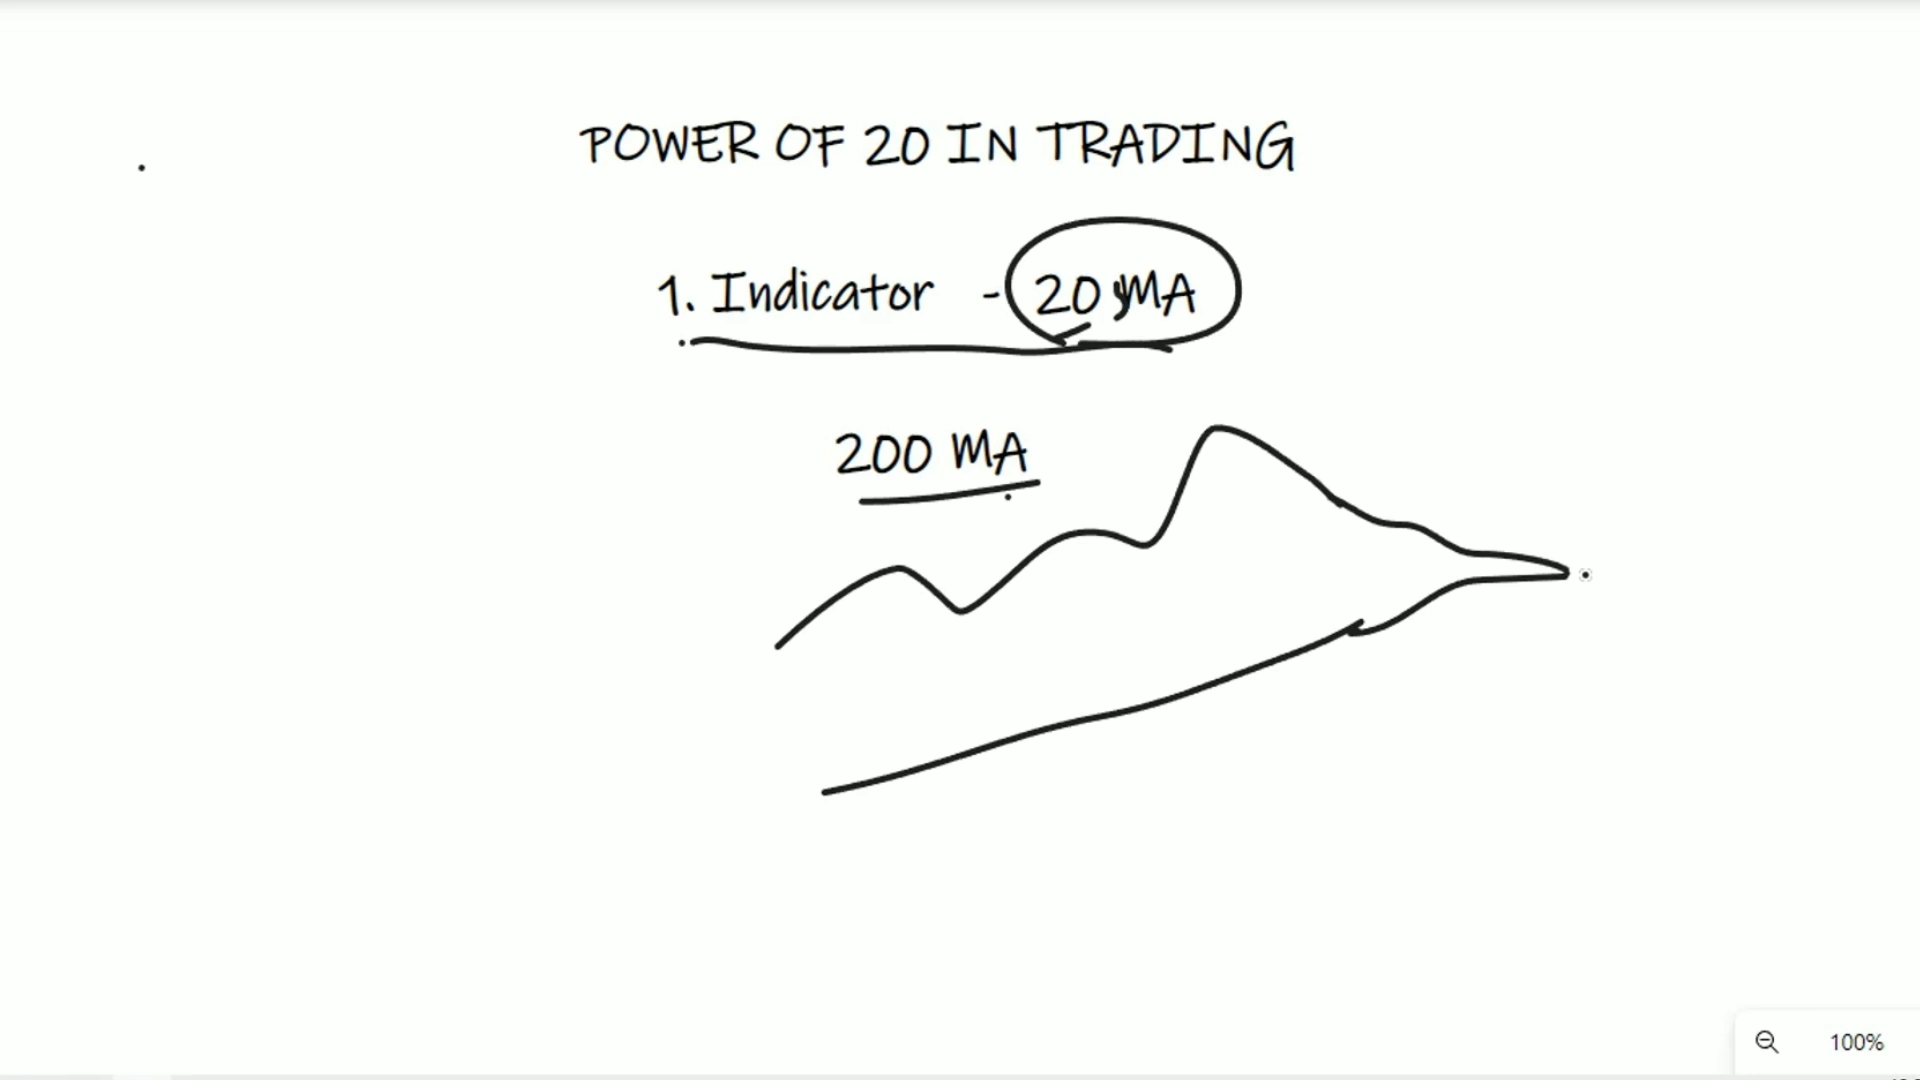 POWER OF 20 IN TRADING
1. Indicator - 20 MA
200 MA
100%